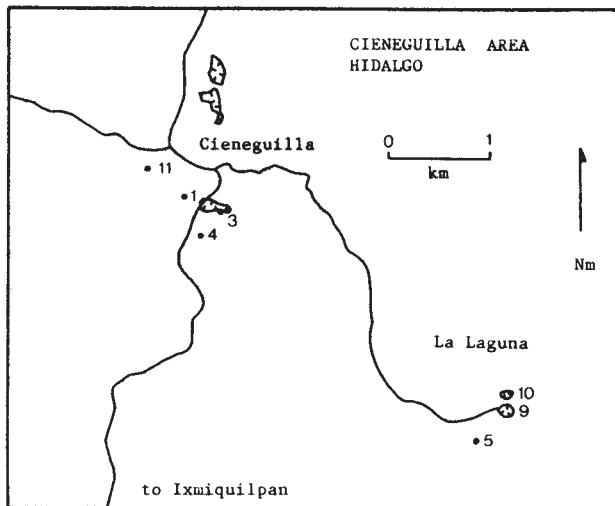 CIENEGUILLA AREA
HIDALGO
0 1
km
Cieneguilla
11
1
3
4
Nm
La Laguna
10
9
5
to Ixmiquilpan